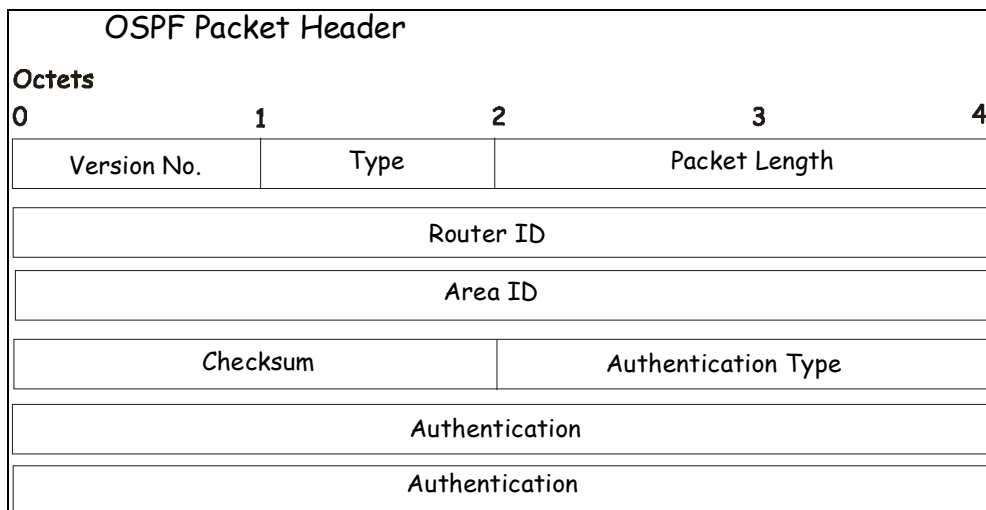 OSPF Packet Header
Octets
0 1 2 3 4
Version No. Type Packet Length
Router ID
Area ID
Checksum Authentication Type
Authentication
Authentication